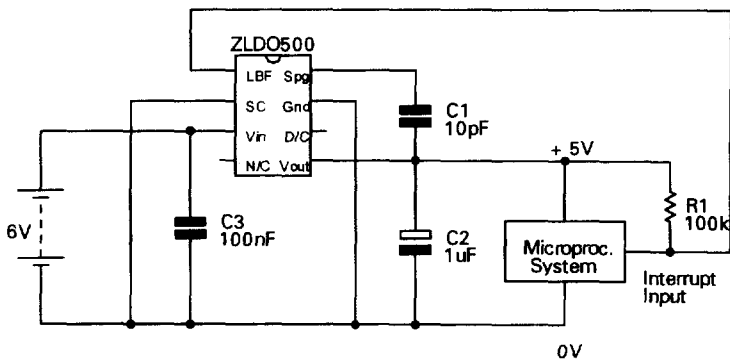 ZLDO500
LBF Spg
SC Gnd
Vin D/C
N/C Vout
C1
10pF
+ 5V
R1
100k
6V
C3
100nF
C2
1uF
Microproc.
System
Interrupt
Input
0V